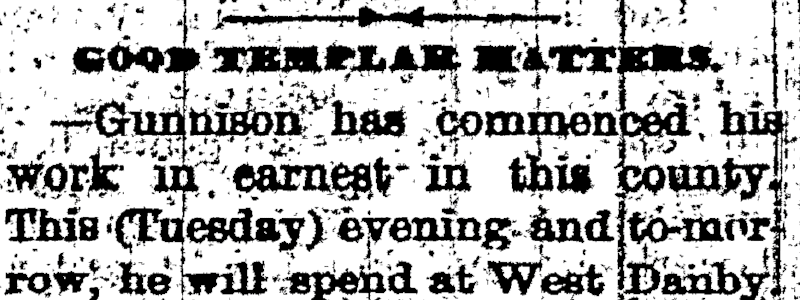 GOOD TEMPLAR MATTERS.
—Gunnison has commenced his
work in earnest in this county.
This (Tuesday) evening and to-mor-
row, he will spend at West Danby.